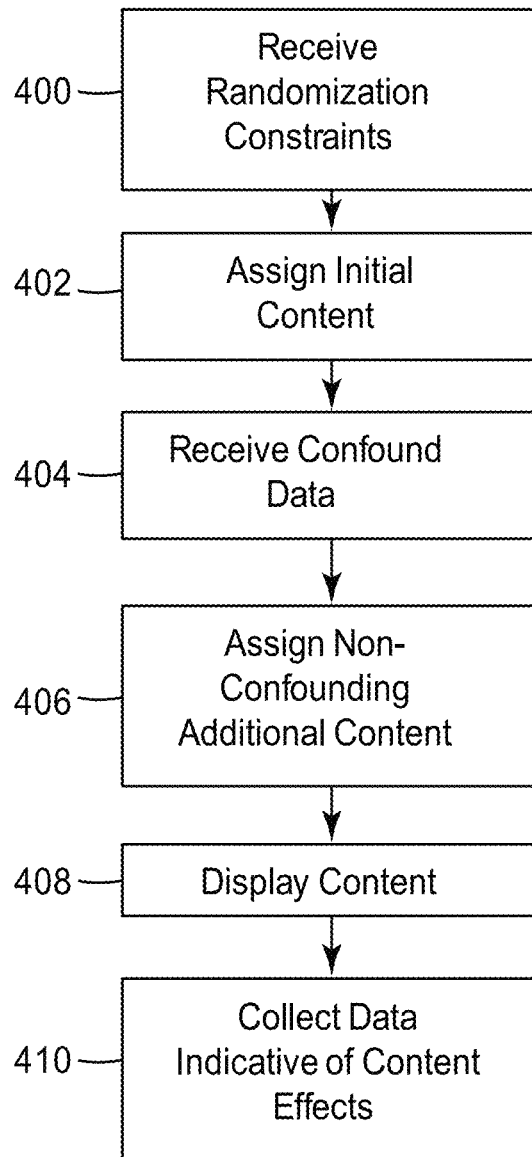 400
Receive
Randomization
Constraints
402
Assign Initial
Content
404
Receive Confound
Data
406
Assign Non-
Confounding
Additional Content
408
Display Content
410
Collect Data
Indicative of Content
Effects